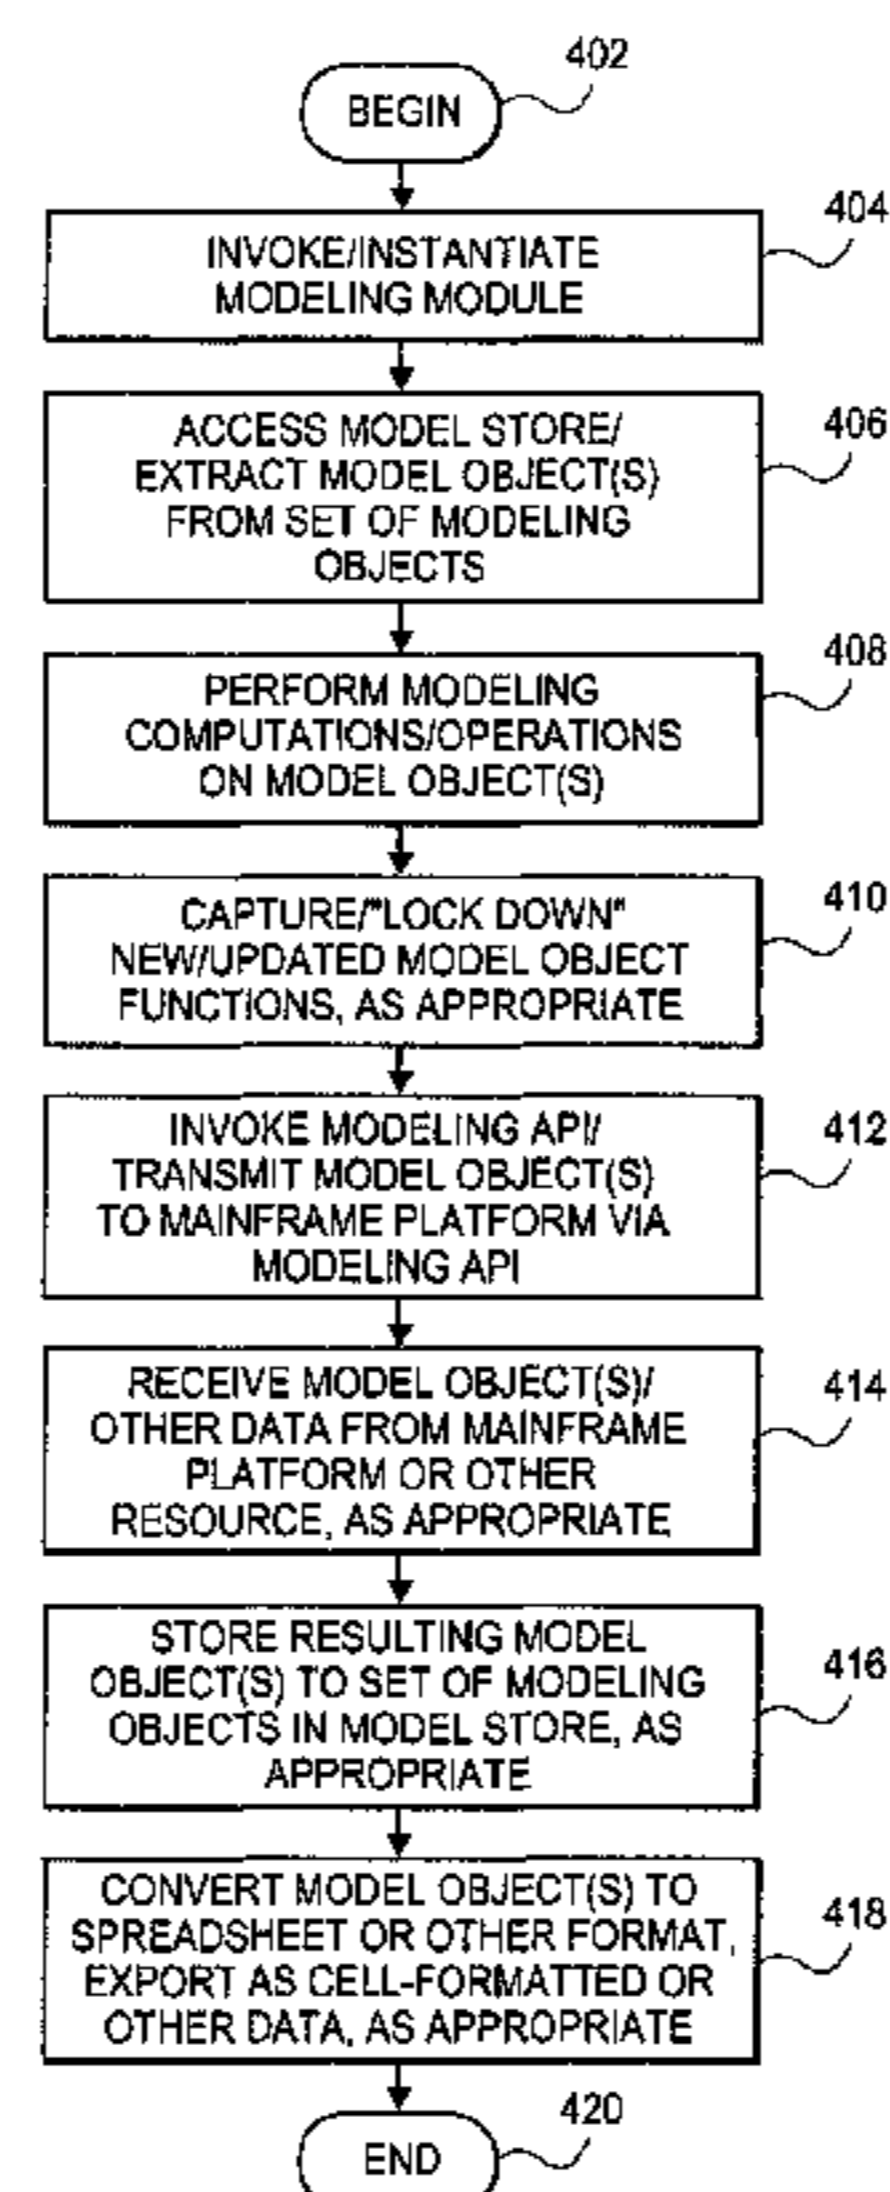 402
BEGIN
404
INVOKE/INSTANTIATE
MODELING MODULE
406
ACCESS MODEL STORE/
EXTRACT MODEL OBJECT(S)
FROM SET OF MODELING
OBJECTS
408
PERFORM MODELING
COMPUTATIONS/OPERATIONS
ON MODEL OBJECT(S)
410
CAPTURE/"LOCK DOWN"
NEW/UPDATED MODEL OBJECT
FUNCTIONS, AS APPROPRIATE
412
INVOKE MODELING API/
TRANSMIT MODEL OBJECT(S)
TO MAINFRAME PLATFORM VIA
MODELING API
414
RECEIVE MODEL OBJECT(S)/
OTHER DATA FROM MAINFRAME
PLATFORM OR OTHER
RESOURCE, AS APPROPRIATE
416
STORE RESULTING MODEL
OBJECT(S) TO SET OF MODELING
OBJECTS IN MODEL STORE, AS
APPROPRIATE
418
CONVERT MODEL OBJECT(S) TO
SPREADSHEET OR OTHER FORMAT,
EXPORT AS CELL-FORMATTED OR
OTHER DATA, AS APPROPRIATE
420
END